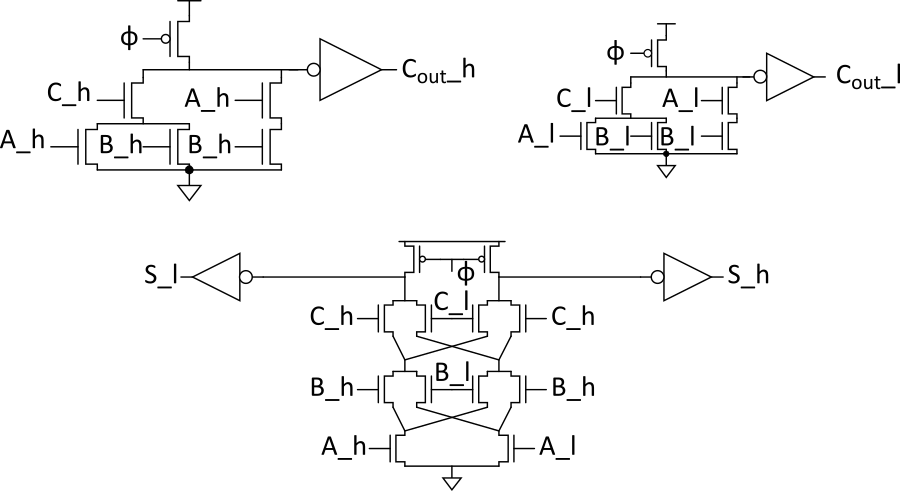 ϕ
C_h
A_h
C_out_h
A_h
B_h
B_h
ϕ
C_l
A_l
C_out_l
A_l
B_l
B_l
S_l
ϕ
S_h
C_h
C_l
C_h
B_h
B_l
B_h
A_h
A_l